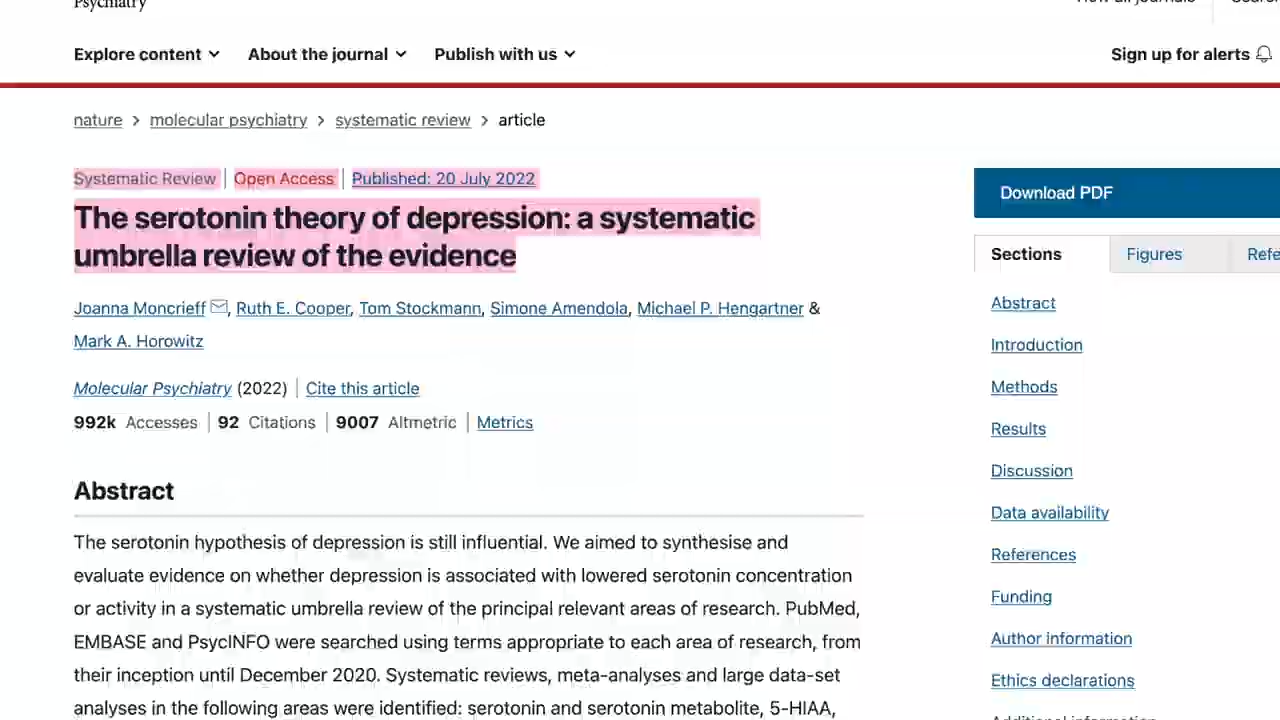 Psychiatry
Explore content About the journal Publish with us Sign up for alerts
nature > molecular psychiatry > systematic review > article
Systematic Review | Open Access | Published: 20 July 2022
The serotonin theory of depression: a systematic
umbrella review of the evidence
Joanna Moncrieff, Ruth E. Cooper, Tom Stockmann, Simone Amendola, Michael P. Hengartner &
Mark A. Horowitz
Molecular Psychiatry (2022) | Cite this article
992k Accesses | 92 Citations | 9007 Altmetric | Metrics
Abstract
The serotonin hypothesis of depression is still influential. We aimed to synthesise and
evaluate evidence on whether depression is associated with lowered serotonin concentration
or activity in a systematic umbrella review of the principal relevant areas of research. PubMed,
EMBASE and PsycINFO were searched using terms appropriate to each area of research, from
their inception until December 2020. Systematic reviews, meta-analyses and large data-set
analyses in the following areas were identified: serotonin and serotonin metabolite, 5-HIAA,
Download PDF
Sections Figures Refe
Abstract
Introduction
Methods
Results
Discussion
Data availability
References
Funding
Author information
Ethics declarations